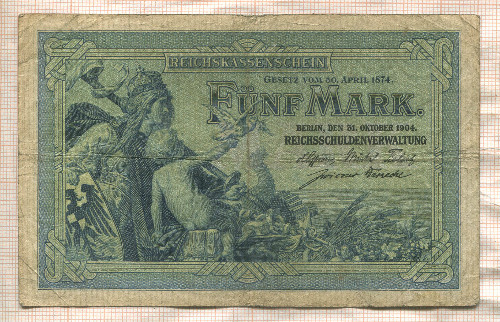 REICHSKASSENSCHEIN
GESETZ VOM 30. APRIL 1874.
FÜNF MARK.
BERLIN, DEN 31. OKTOBER 1904.
REICHSSCHULDENVERWALTUNG